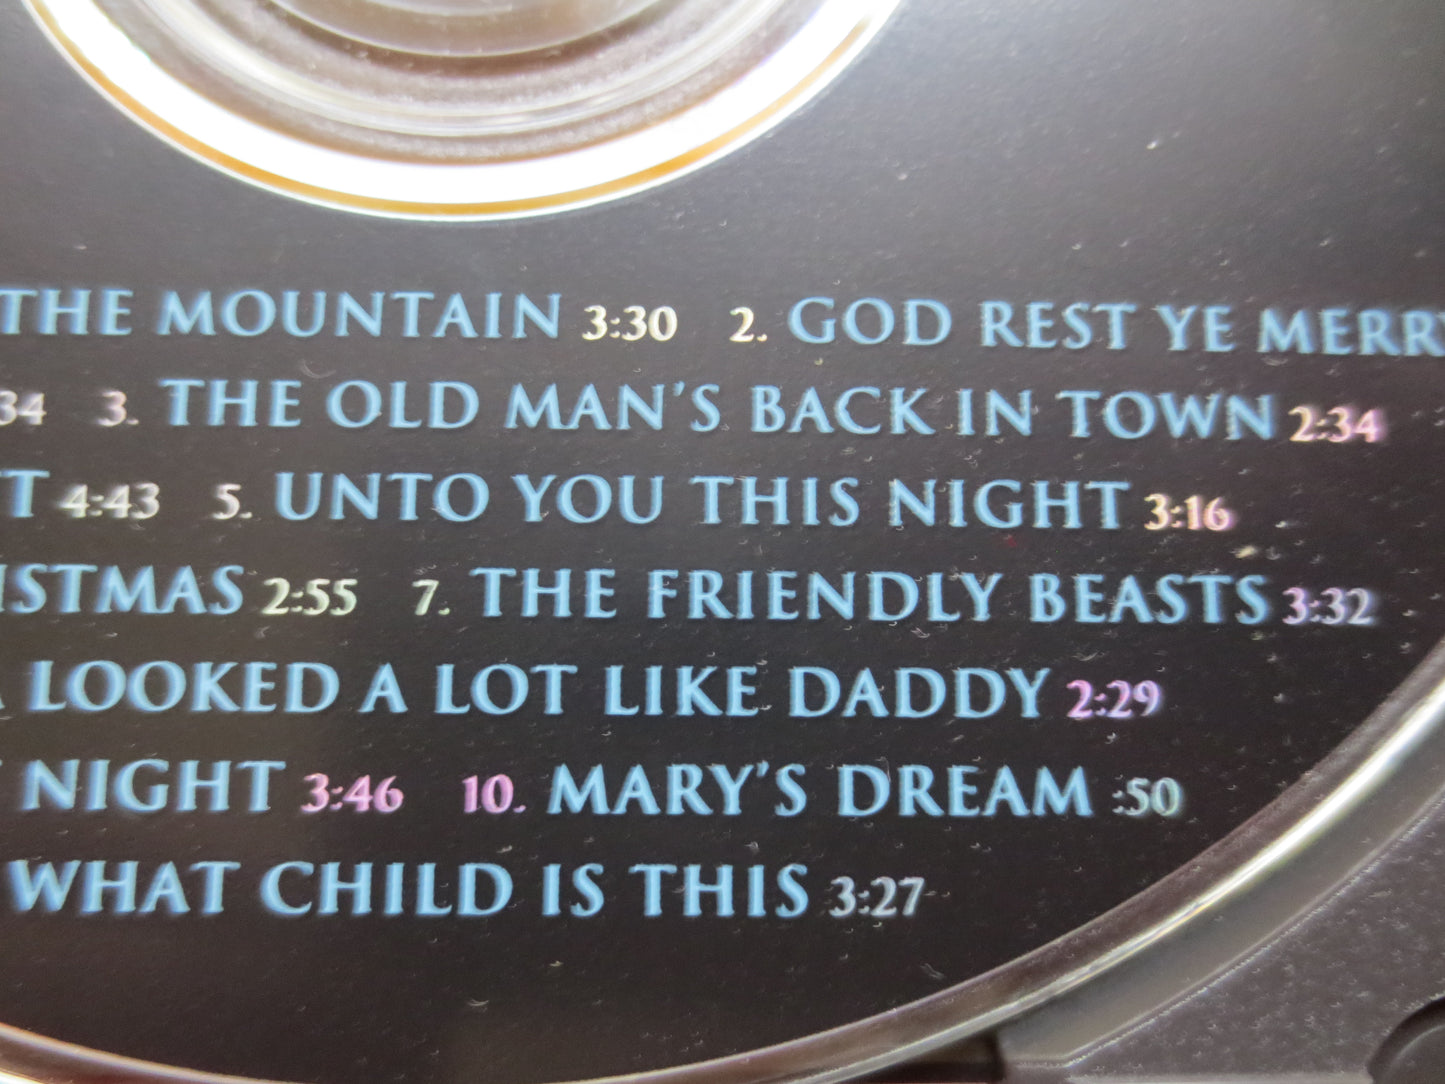 THE MOUNTAIN 3:30 2. GOD REST YE MERRY
34 3. THE OLD MAN'S BACK IN TOWN 2:34
T 4:43 5. UNTO YOU THIS NIGHT 3:16
ISTMAS 2:55 7. THE FRIENDLY BEASTS 3:32
A LOOKED A LOT LIKE DADDY 2:29
NIGHT 3:46 10. MARY'S DREAM :50
WHAT CHILD IS THIS 3:27